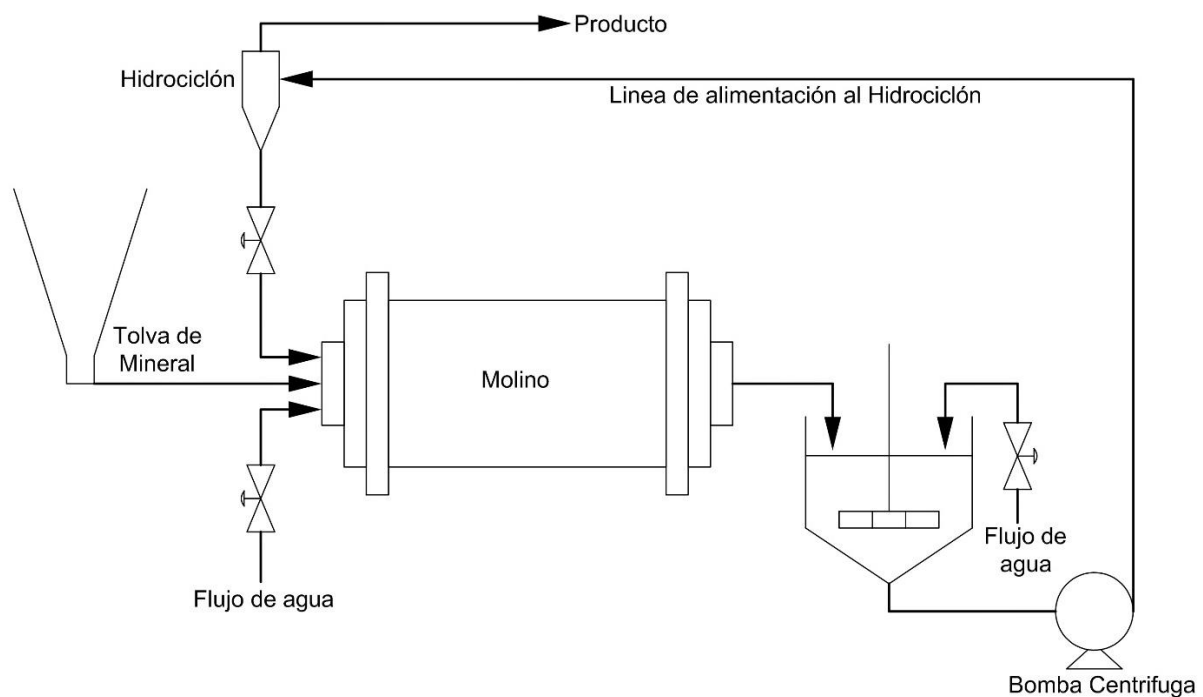 Producto
Hidrociclón
Linea de alimentación al Hidrociclón
Tolva de
Mineral
Molino
Flujo de
agua
Flujo de agua
Bomba Centrifuga